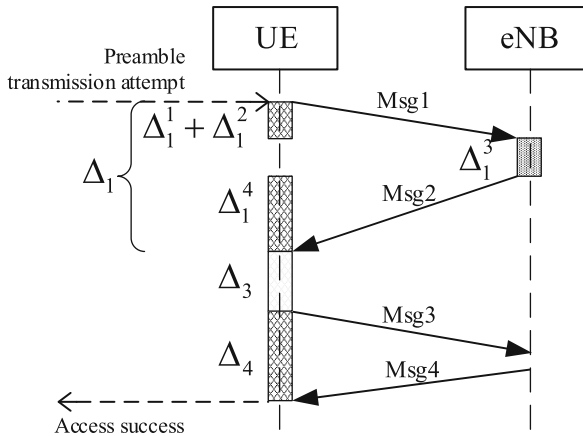 UE
eNB
Preamble
transmission attempt
Msg1
Δ₁¹ + Δ₁²
Δ₁³
Δ₁
Msg2
Δ₁⁴
Δ₃
Msg3
Δ₄
Msg4
Access success